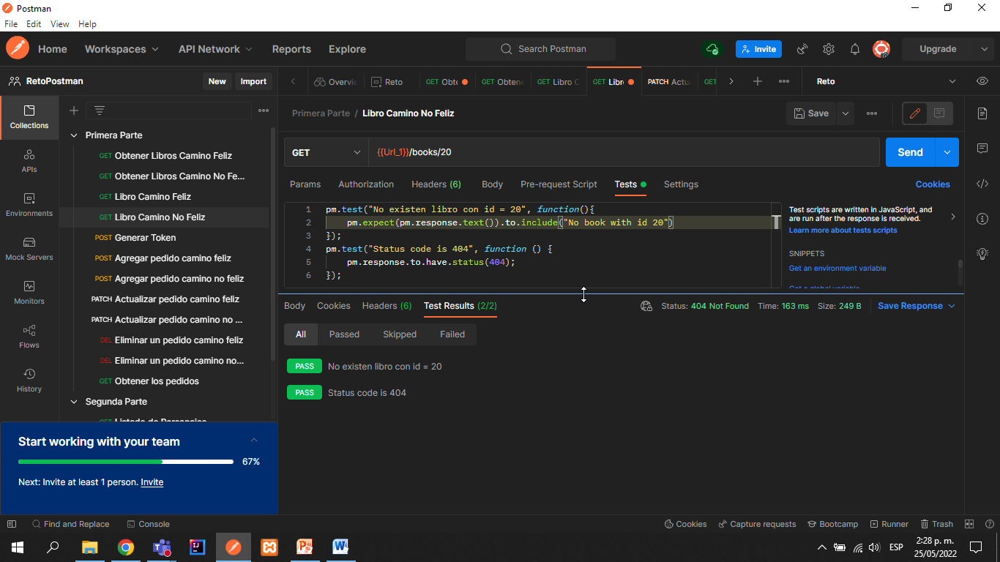 Postman
File Edit View Help
Home Workspaces API Network Reports Explore Search Postman Invite Upgrade
RetoPostman New Import
Overvie Reto GET Obte GET Obtene GET Libro C GET Libr PATCH Actu GET Reto
Primera Parte / Libro Camino No Feliz Save
Collections
APIs
Environments
Mock Servers
Monitors
Flows
History
Primera Parte
GET Obtener Libros Camino Feliz
GET Obtener Libros Camino No Fe...
GET Libro Camino Feliz
GET Libro Camino No Feliz
POST Generar Token
POST Agregar pedido camino feliz
POST Agregar pedido camino no feliz
PATCH Actualizar pedido camino feliz
PATCH Actualizar pedido camino no ...
DEL Eliminar un pedido camino feliz
DEL Eliminar un pedido camino no...
GET Obtener los pedidos
Segunda Parte
GET {{Url_1}}/books/20 Send
Params Authorization Headers (6) Body Pre-request Script Tests Settings Cookies
1 pm.test("No existen libro con id = 20", function(){
2 pm.expect(pm.response.text()).to.include("No book with id 20")
3 });
4 pm.test("Status code is 404", function () {
5 pm.response.to.have.status(404);
6 });
Test scripts are written in JavaScript, and
are run after the response is received.
Learn more about tests scripts
SNIPPETS
Get an environment variable
Get a global variable
Body Cookies Headers (6) Test Results (2/2) Status: 404 Not Found Time: 163 ms Size: 249 B Save Response
All Passed Skipped Failed
PASS No existen libro con id = 20
PASS Status code is 404
Start working with your team
67%
Next: Invite at least 1 person. Invite
Find and Replace Console Cookies Capture requests Bootcamp Runner Trash
ESP
2:28 p. m.
25/05/2022